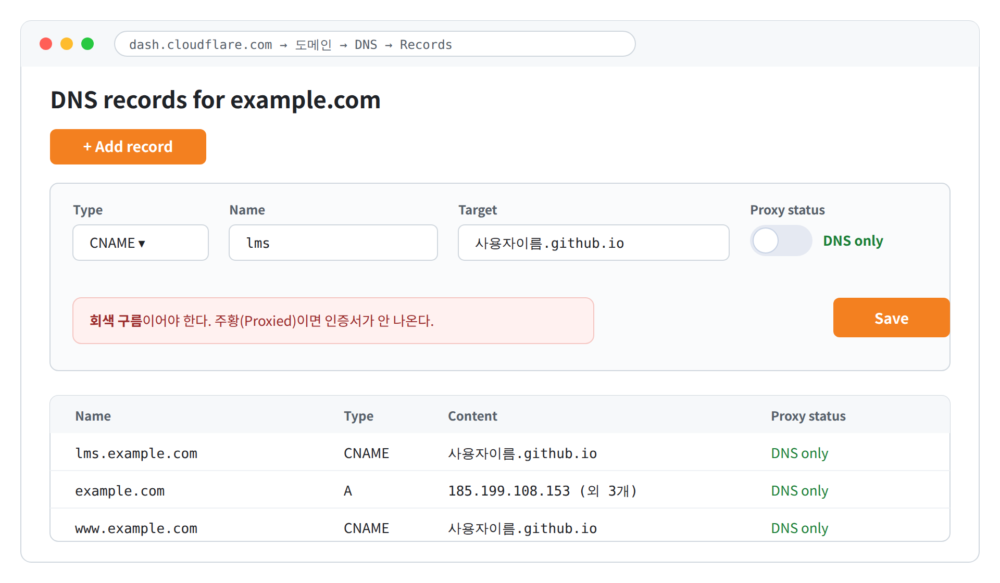 dash.cloudflare.com → 도메인 → DNS → Records
DNS records for example.com
+ Add record
Type Name Target Proxy status
CNAME ▾ lms 사용자이름.github.io DNS only
회색 구름이어야 한다. 주황(Proxied)이면 인증서가 안 나온다.
Save
Name Type Content Proxy status
lms.example.com CNAME 사용자이름.github.io DNS only
example.com A 185.199.108.153 (외 3개) DNS only
www.example.com CNAME 사용자이름.github.io DNS only